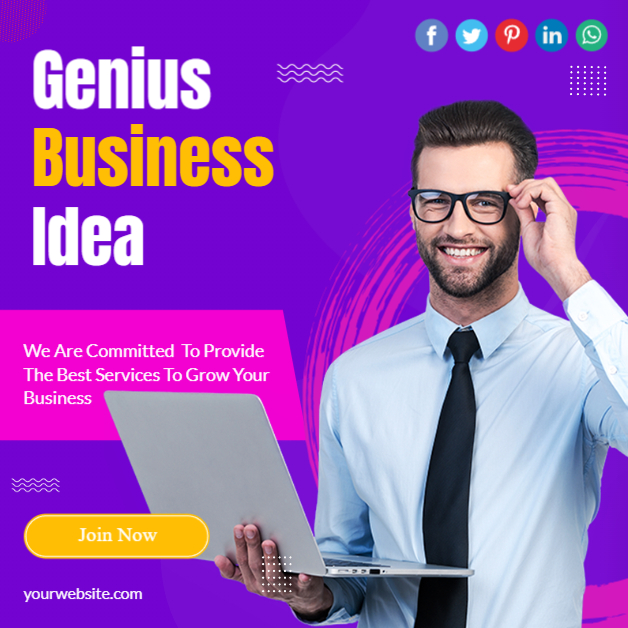 Genius
Business
Idea
We Are Committed To Provide
The Best Services To Grow Your
Business
Join Now
yourwebsite.com